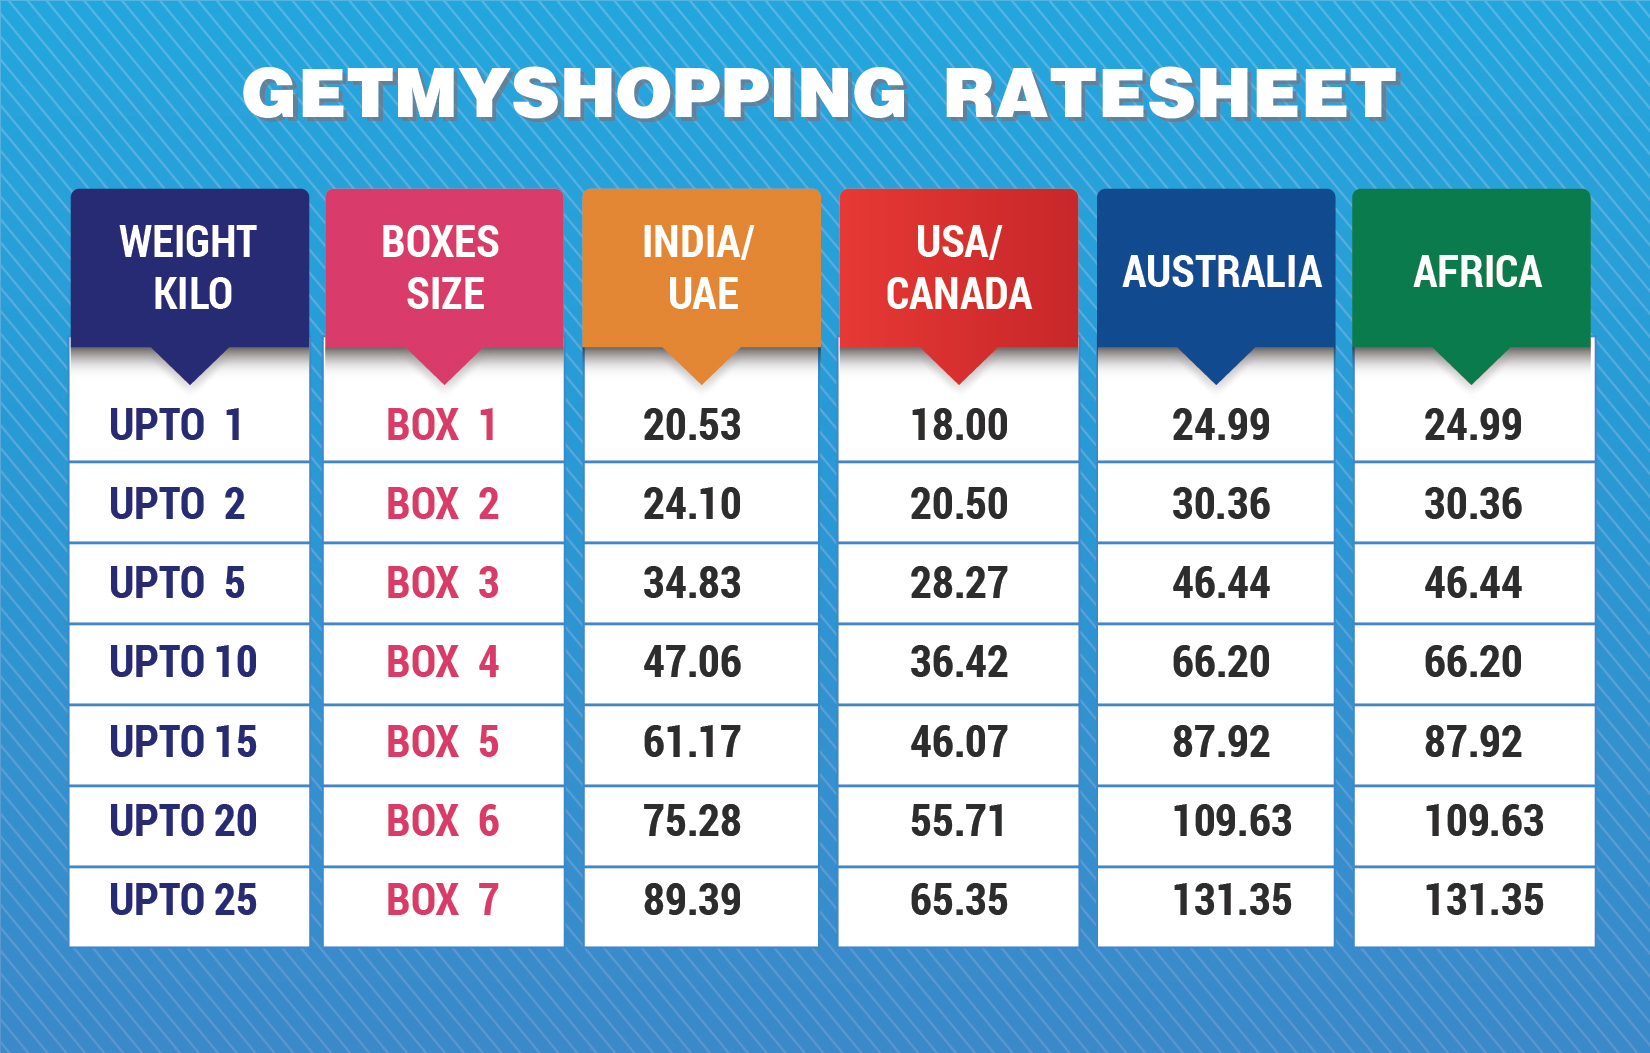 GETMYSHOPPING RATESHEET
WEIGHT KILO BOXES SIZE INDIA/ UAE USA/ CANADA AUSTRALIA AFRICA
UPTO 1 BOX 1 20.53 18.00 24.99 24.99
UPTO 2 BOX 2 24.10 20.50 30.36 30.36
UPTO 5 BOX 3 34.83 28.27 46.44 46.44
UPTO 10 BOX 4 47.06 36.42 66.20 66.20
UPTO 15 BOX 5 61.17 46.07 87.92 87.92
UPTO 20 BOX 6 75.28 55.71 109.63 109.63
UPTO 25 BOX 7 89.39 65.35 131.35 131.35